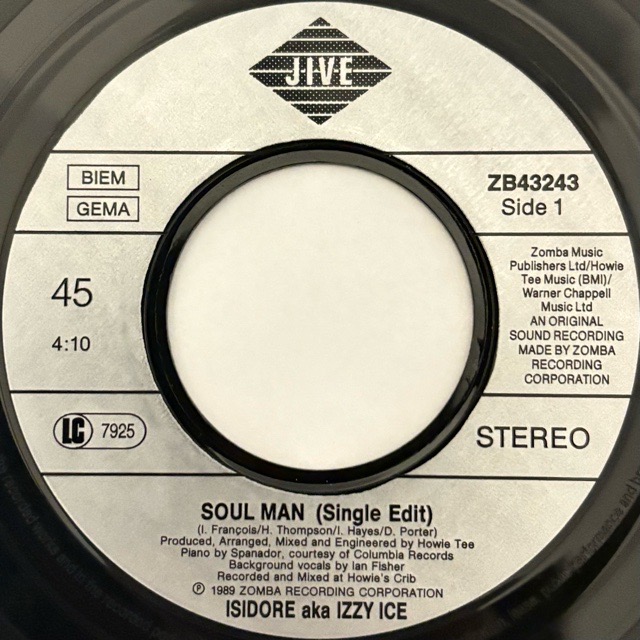 JIVE
BIEM
GEMA
ZB43243
Side 1
45
4:10
Zomba Music
Publishers Ltd/Howie
Tee Music (BMI)/
Warner Chappell
Music Ltd
AN ORIGINAL
SOUND RECORDING
MADE BY ZOMBA
RECORDING
CORPORATION
LC 7925
STEREO
SOUL MAN (Single Edit)
(I. François/H. Thompson/I. Hayes/D. Porter)
Produced, Arranged, Mixed and Engineered by Howie Tee
Piano by Spanador, courtesy of Columbia Records
Background vocals by Ian Fisher
Recorded and Mixed at Howie's Crib
℗ 1989 ZOMBA RECORDING CORPORATION
ISIDORE aka IZZY ICE